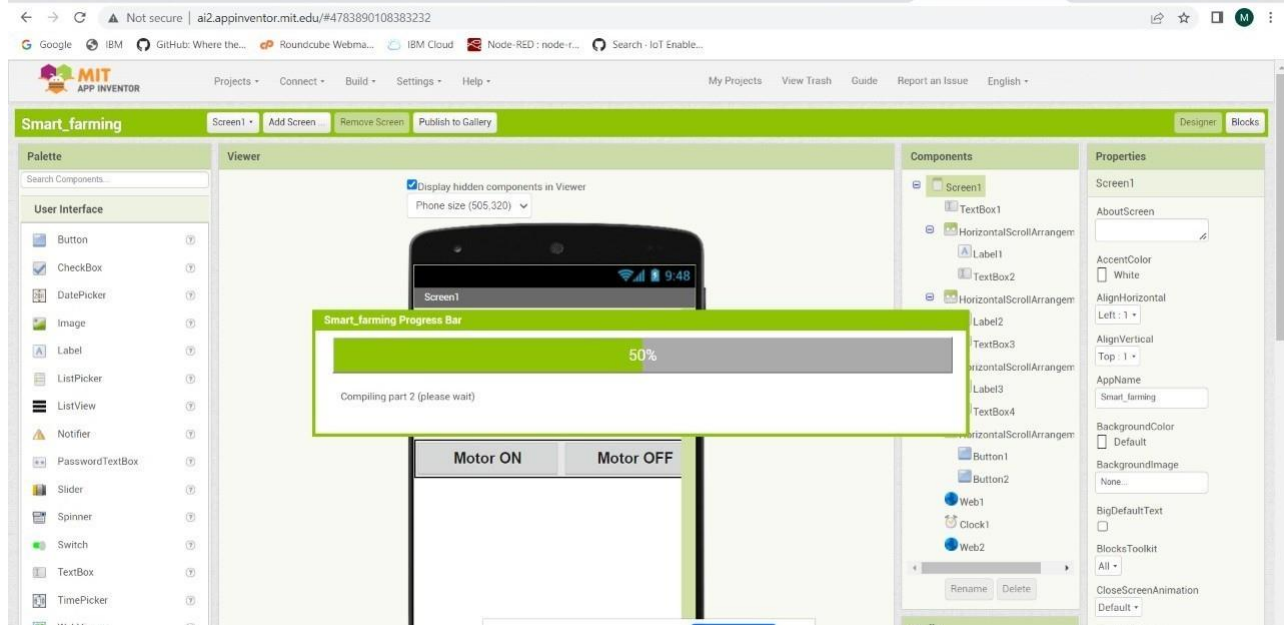 Not secure | ai2.appinventor.mit.edu/#4783890108383232
M
Google IBM GitHub: Where the... Roundcube Webma... IBM Cloud Node-RED : node-r... Search - IoT Enable...
MIT APP INVENTOR
Projects Connect Build Settings Help My Projects View Trash Guide Report an Issue English
Smart_farming Screen1 Add Screen ... Remove Screen Publish to Gallery Designer Blocks
Palette
Search Components...
User Interface
Button
CheckBox
DatePicker
Image
Label
ListPicker
ListView
Notifier
PasswordTextBox
Slider
Spinner
Switch
TextBox
TimePicker
Viewer
Display hidden components in Viewer
Phone size (505,320)
9:48
Screen1
Smart_farming Progress Bar
50%
Compiling part 2 (please wait)
Motor ON Motor OFF
Components
Screen1
TextBox1
HorizontalScrollArrangem
Label1
TextBox2
HorizontalScrollArrangem
Label2
TextBox3
orizontalScrollArrangem
Label3
TextBox4
HorizontalScrollArrangem
Button1
Button2
Web1
Clock1
Web2
Rename Delete
Properties
Screen1
AboutScreen
AccentColor
White
AlignHorizontal
Left : 1
AlignVertical
Top : 1
AppName
Smart_farming
BackgroundColor
Default
BackgroundImage
None...
BigDefaultText
BlocksToolkit
All
CloseScreenAnimation
Default